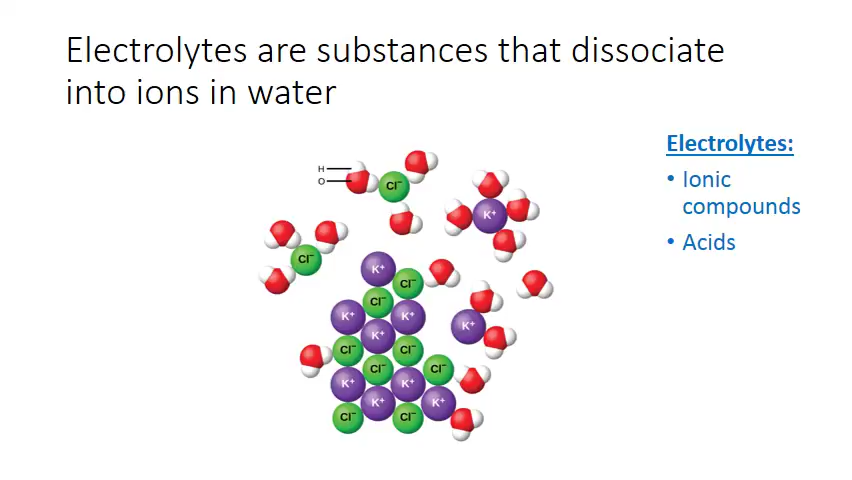 Electrolytes are substances that dissociate
into ions in water
Electrolytes:
• Ionic
compounds
• Acids
H
O
Cl⁻
K⁺
Cl⁻
K⁺
Cl⁻
Cl⁻
K⁺ K⁺
K⁺
K⁺
Cl⁻ Cl⁻
Cl⁻ Cl⁻
K⁺ K⁺
K⁺ K⁺
Cl⁻ Cl⁻